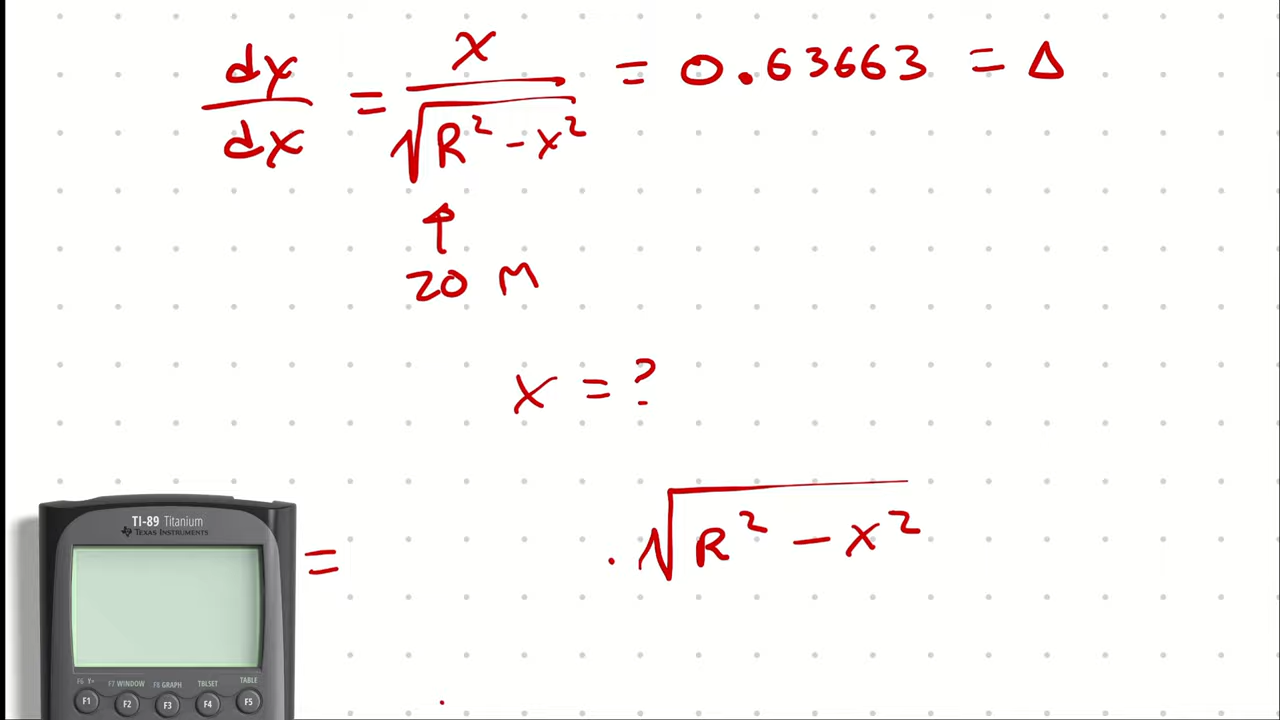 dy/dx = x/√(R² - x²) = 0.63663 = Δ
↑
20 M
x = ?
= . √(R² - x²)
TI-89 Titanium
TEXAS INSTRUMENTS
F6 Y= F7 WINDOW F8 GRAPH TBLSET TABLE
F1 F2 F3 F4 F5